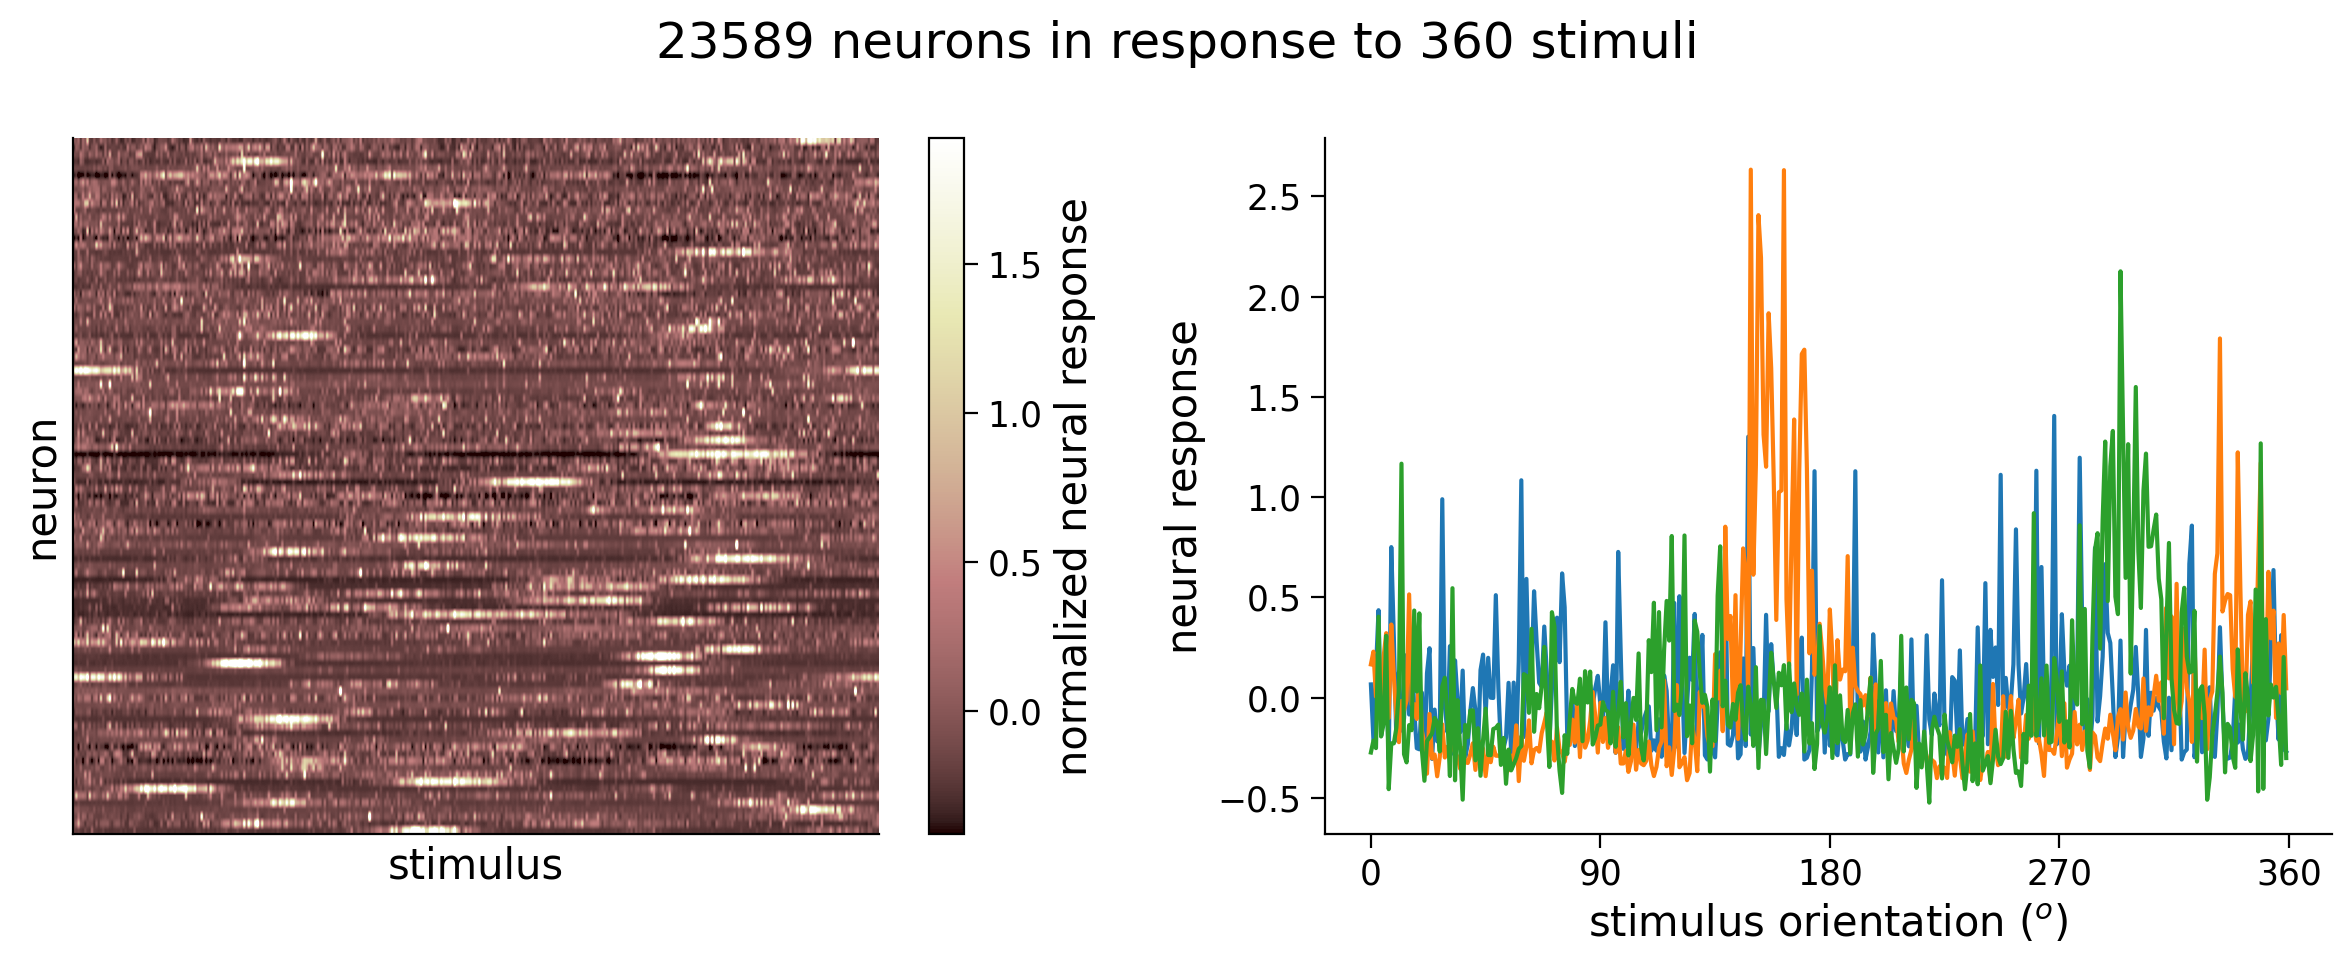 23589 neurons in response to 360 stimuli
neuron
stimulus
1.5
1.0
0.5
0.0
normalized neural response
neural response
2.5
2.0
1.5
1.0
0.5
0.0
−0.5
0 90 180 270 360
stimulus orientation (°)